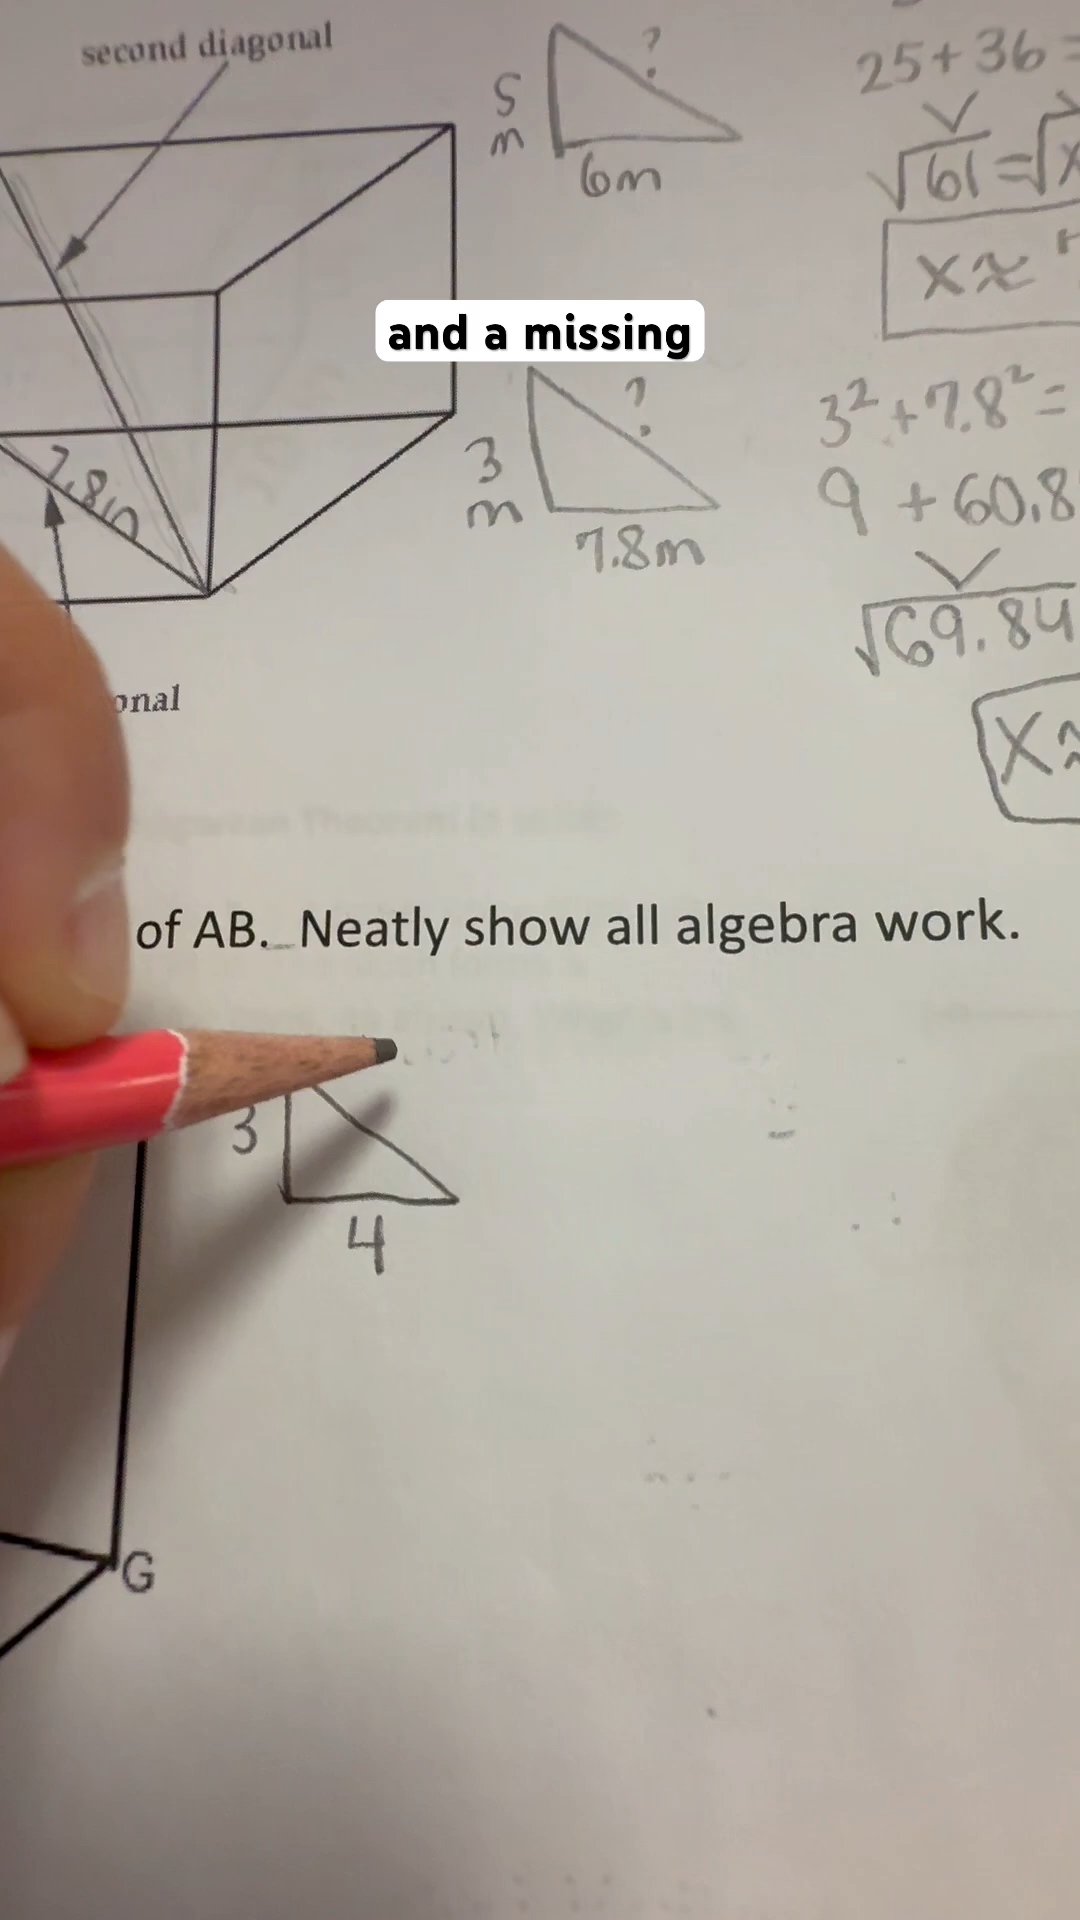 second diagonal
5
m
?
6m
25+36=
√61=√x
x≈
and a missing
7.8m
3
m
?
7.8m
3²+7.8²=
9 + 60.8
√69.84
x≈
onal
of AB. Neatly show all algebra work.
3
4
G